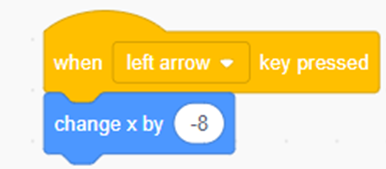 when left arrow key pressed
change x by -8